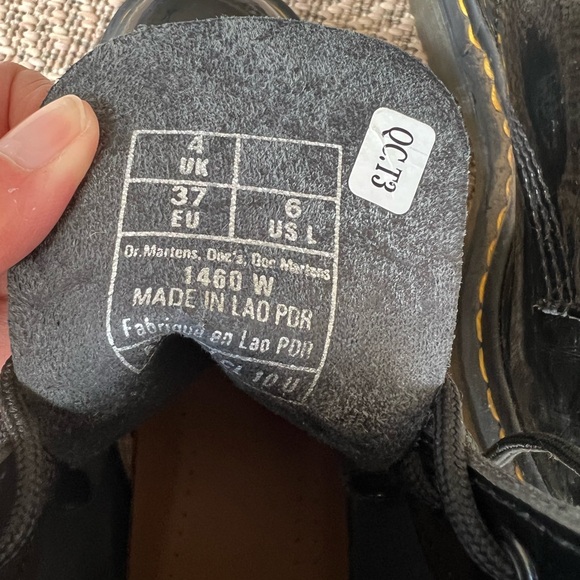 4
UK
37
EU
6
US L
Dr.Martens, Doc's, Doc Martens
1460 W
MADE IN LAO PDR
Fabriqué en Lao PDR
10 U
QC.T3